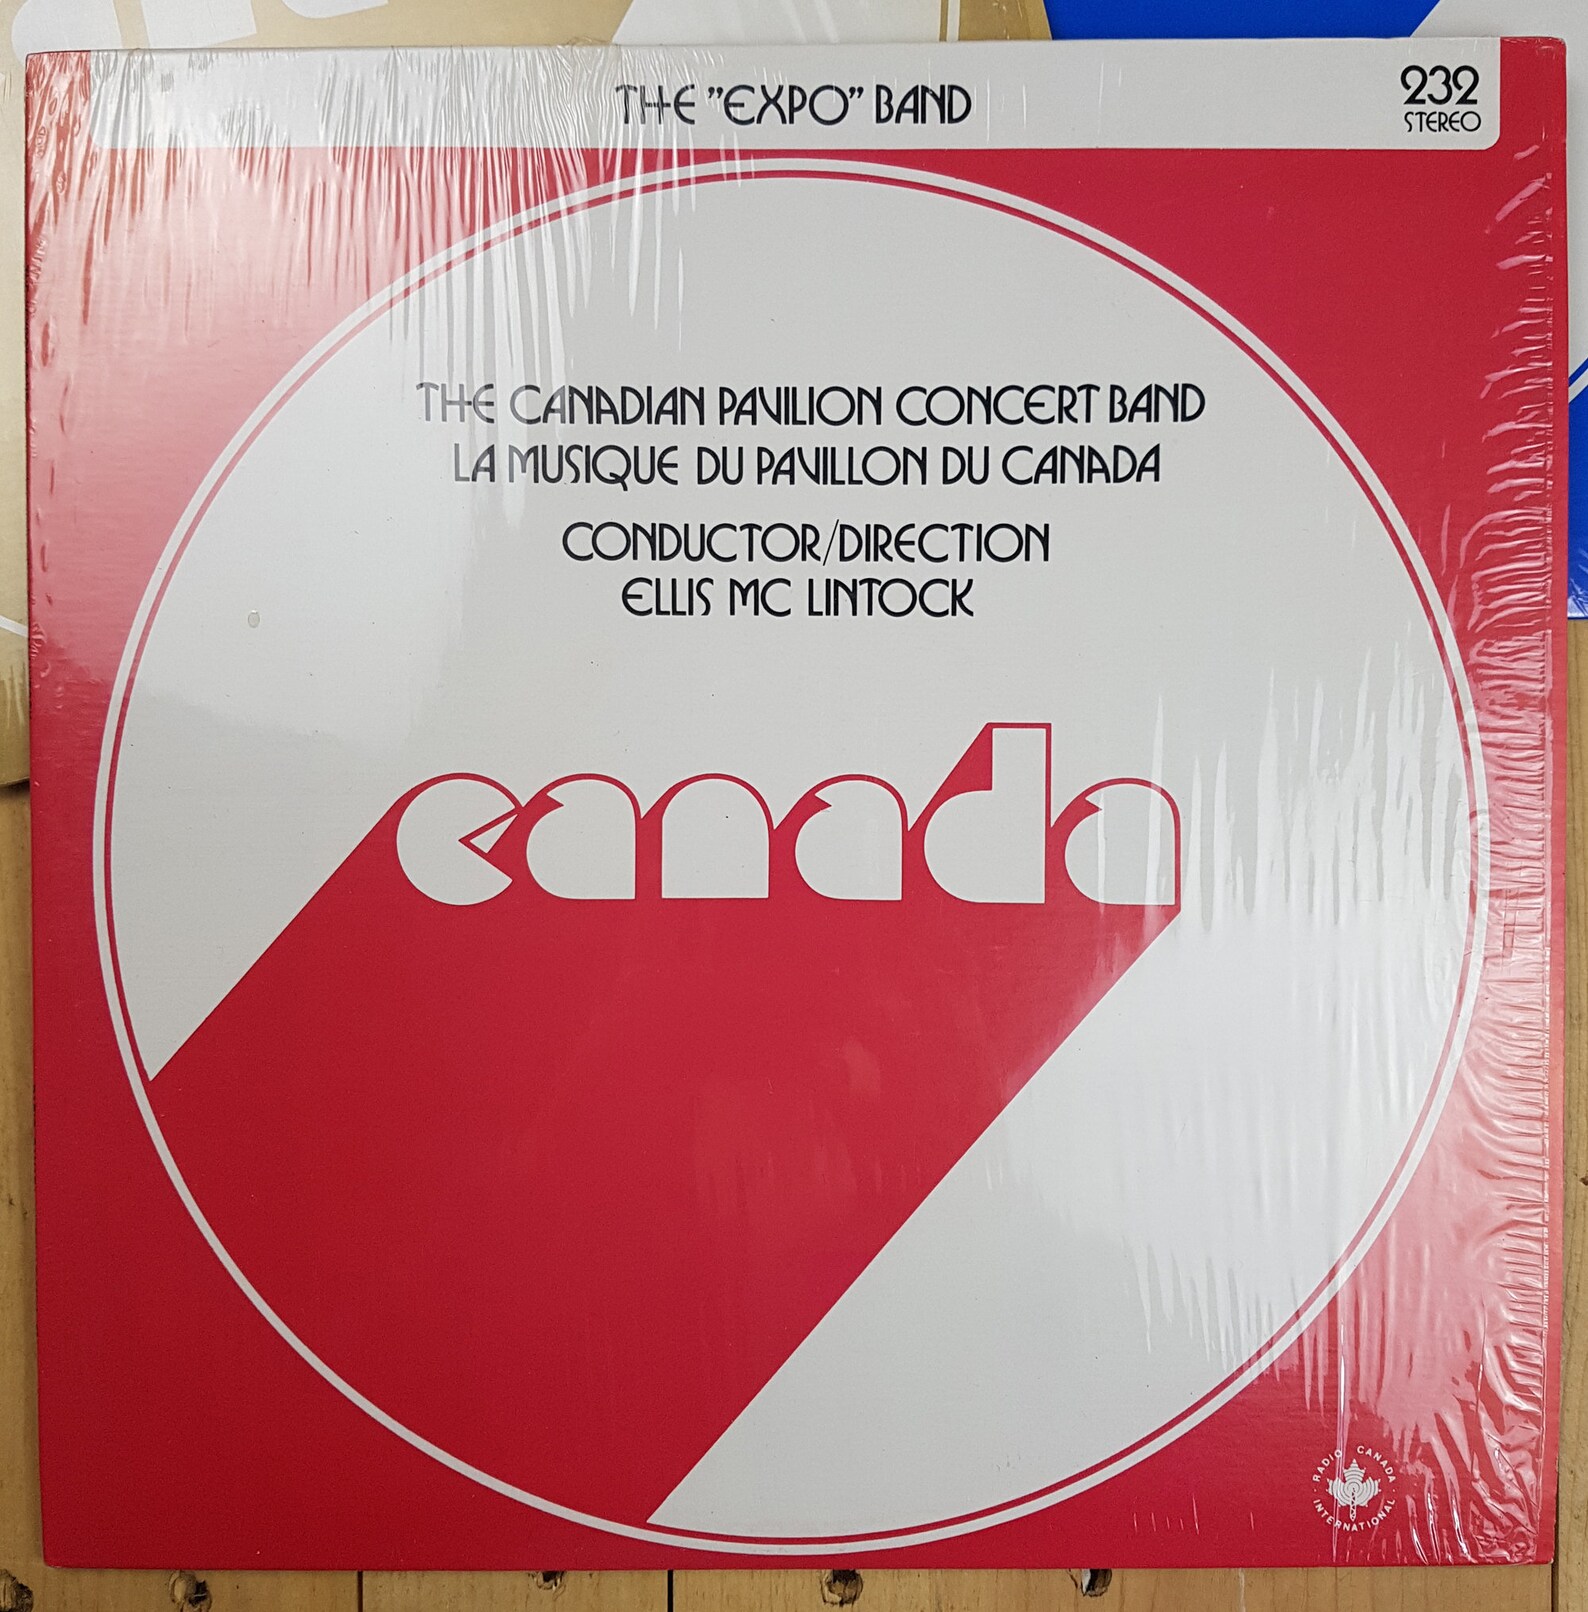 THE "EXPO" BAND
232
STEREO
THE CANADIAN PAVILION CONCERT BAND
LA MUSIQUE DU PAVILLON DU CANADA
CONDUCTOR/DIRECTION
ELLIS MC LINTOCK
canada
RADIO CANADA
INTERNATIONAL